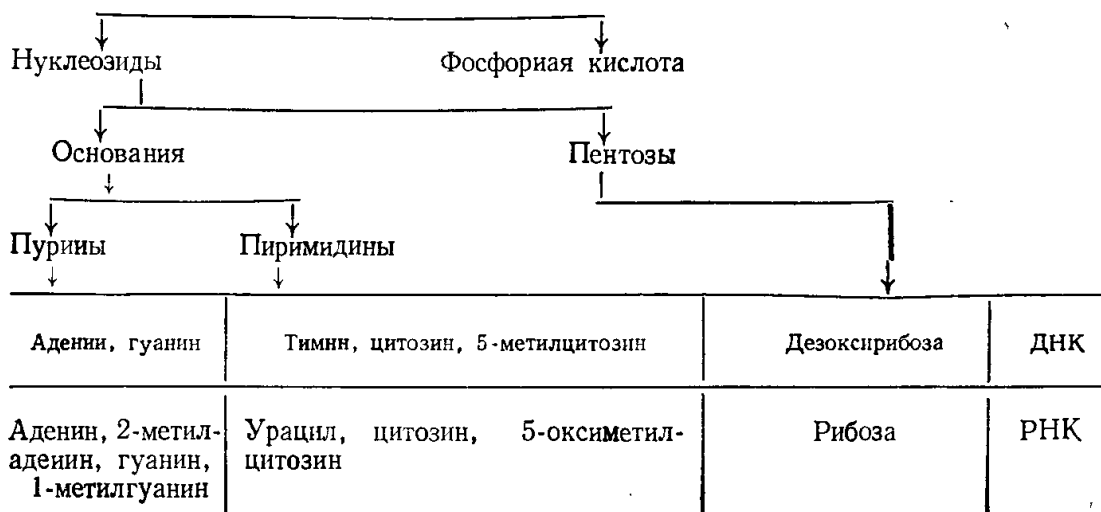 Нуклеозиды Фосфорная кислота
Основания Пентозы
Пурины Пиримидины
Аденин, гуанин Тимин, цитозин, 5-метилцитозин Дезоксирибоза ДНК
Аденин, 2-метил- Урацил, цитозин, 5-оксиметил- Рибоза РНК
аденин, гуанин, цитозин
1-метилгуанин